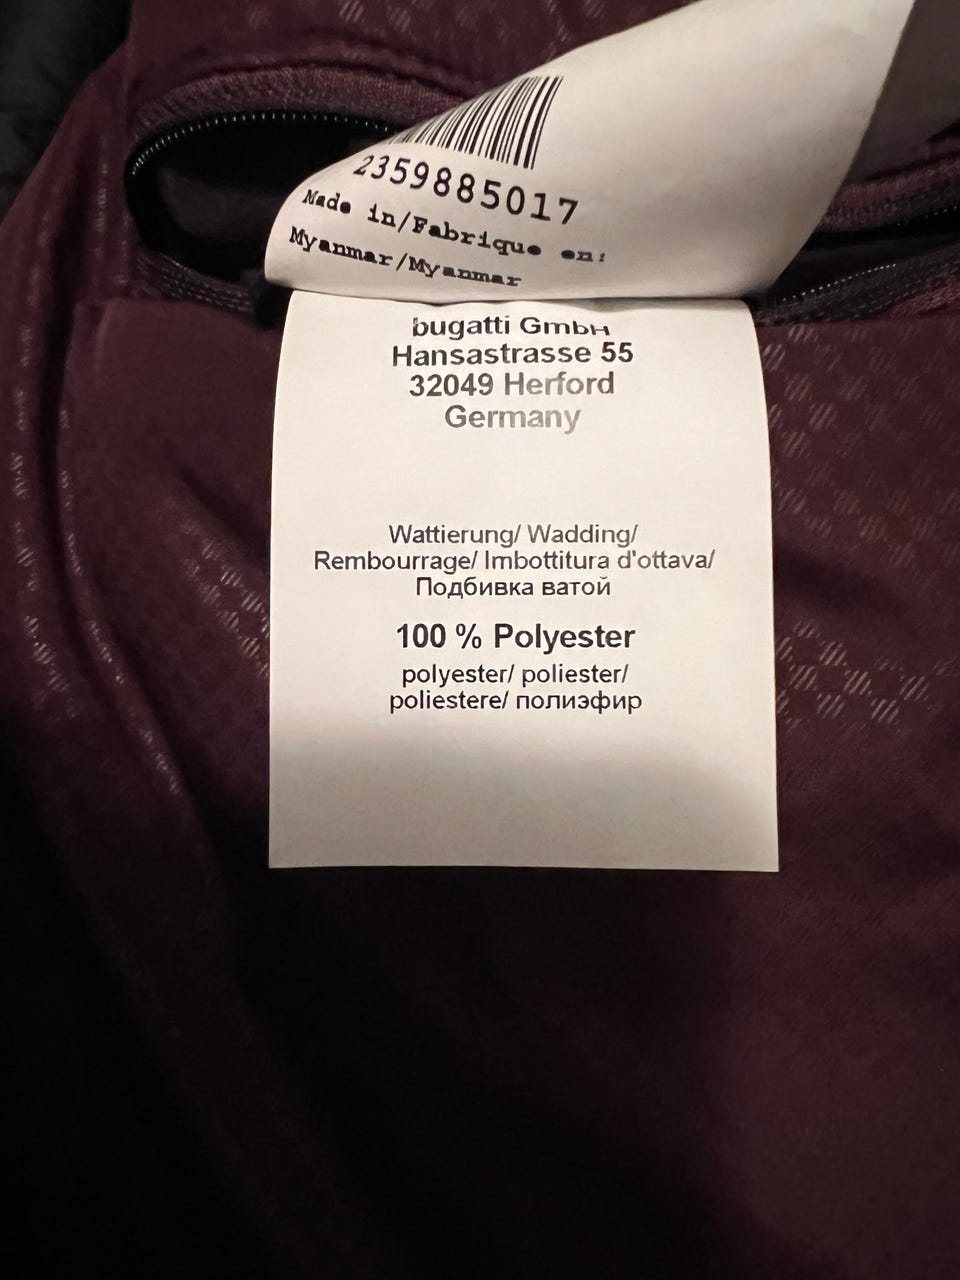 2359885017
Made in/Fabrique en:
Myanmar/Myanmar
bugatti GmbH
Hansastrasse 55
32049 Herford
Germany
Wattierung/ Wadding/
Rembourrage/ Imbottitura d'ottava/
Подбивка ватой
100 % Polyester
polyester/ poliester/
poliestere/ полиэфир